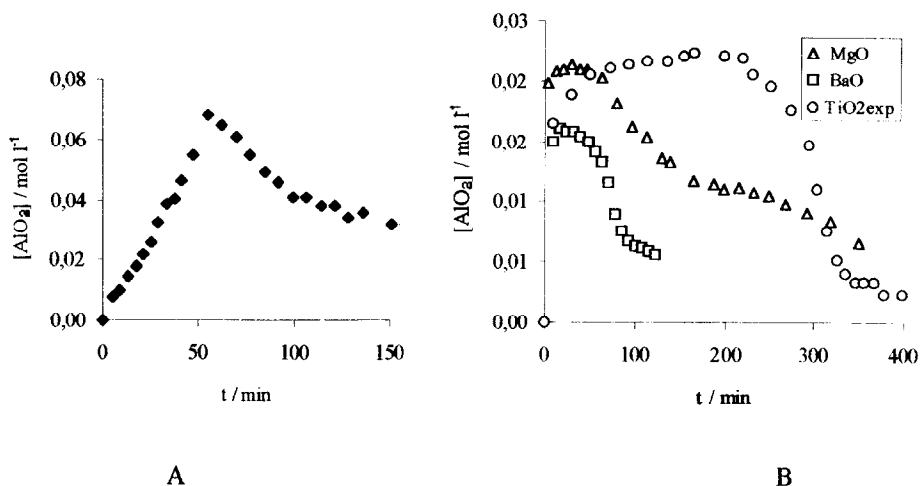 0,08
0,06
0,04
0,02
0,00
[AlO₂] / mol l⁻¹
0 50 100 150
t / min
A
0,03
0,02
0,02
0,01
0,01
0,00
[AlO₂] / mol l⁻¹
MgO
BaO
TiO2exp
0 100 200 300 400
t / min
B